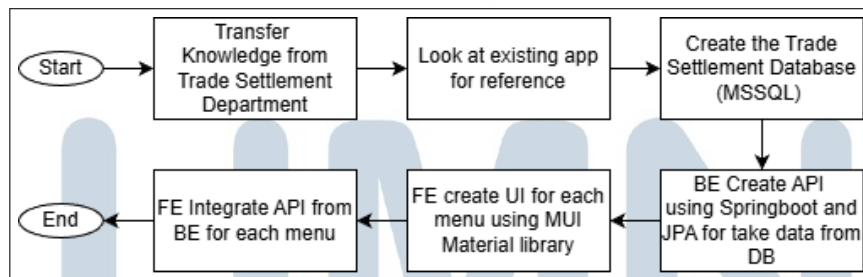 Start
Transfer
Knowledge from
Trade Settlement
Department
Look at existing app
for reference
Create the Trade
Settlement Database
(MSSQL)
BE Create API
using Springboot and
JPA for take data from
DB
FE create UI for each
menu using MUI
Material library
FE Integrate API from
BE for each menu
End